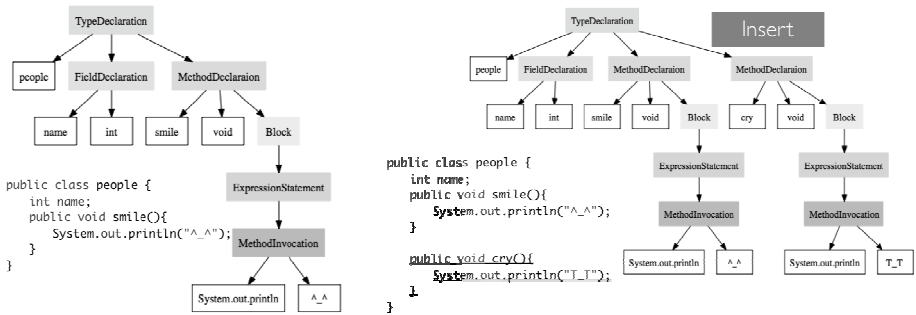 TypeDeclaration
people
FieldDeclaration
MethodDeclaraion
name
int
smile
void
Block
ExpressionStatement
MethodInvocation
System.out.println
^_^
public class people {
int name;
public void smile(){
System.out.println("^_^");
}
}
Insert
TypeDeclaration
people
FieldDeclaration
MethodDeclaraion
MethodDeclaraion
name
int
smile
void
Block
cry
void
Block
ExpressionStatement
ExpressionStatement
MethodInvocation
MethodInvocation
System.out.println
^_^
System.out.println
T_T
public class people {
int name;
public void smile(){
System.out.println("^_^");
}
public void cry(){
System.out.println("T_T");
}
}